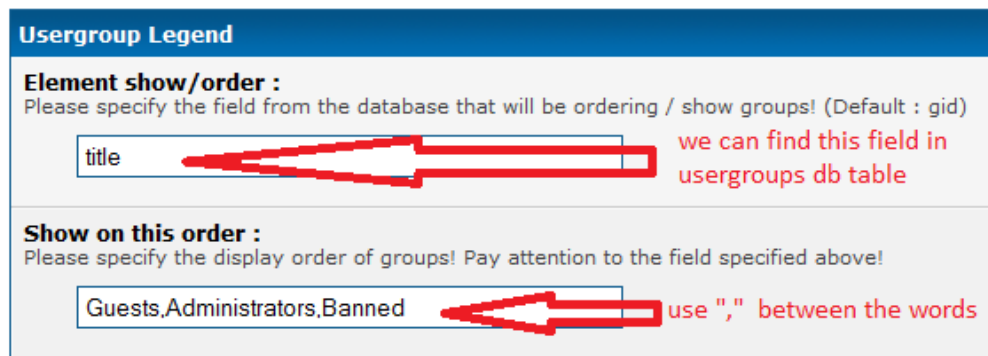 Usergroup Legend
Element show/order :
Please specify the field from the database that will be ordering / show groups! (Default : gid)
title
we can find this field in
usergroups db table
Show on this order :
Please specify the display order of groups! Pay attention to the field specified above!
Guests,Administrators,Banned
use "," between the words